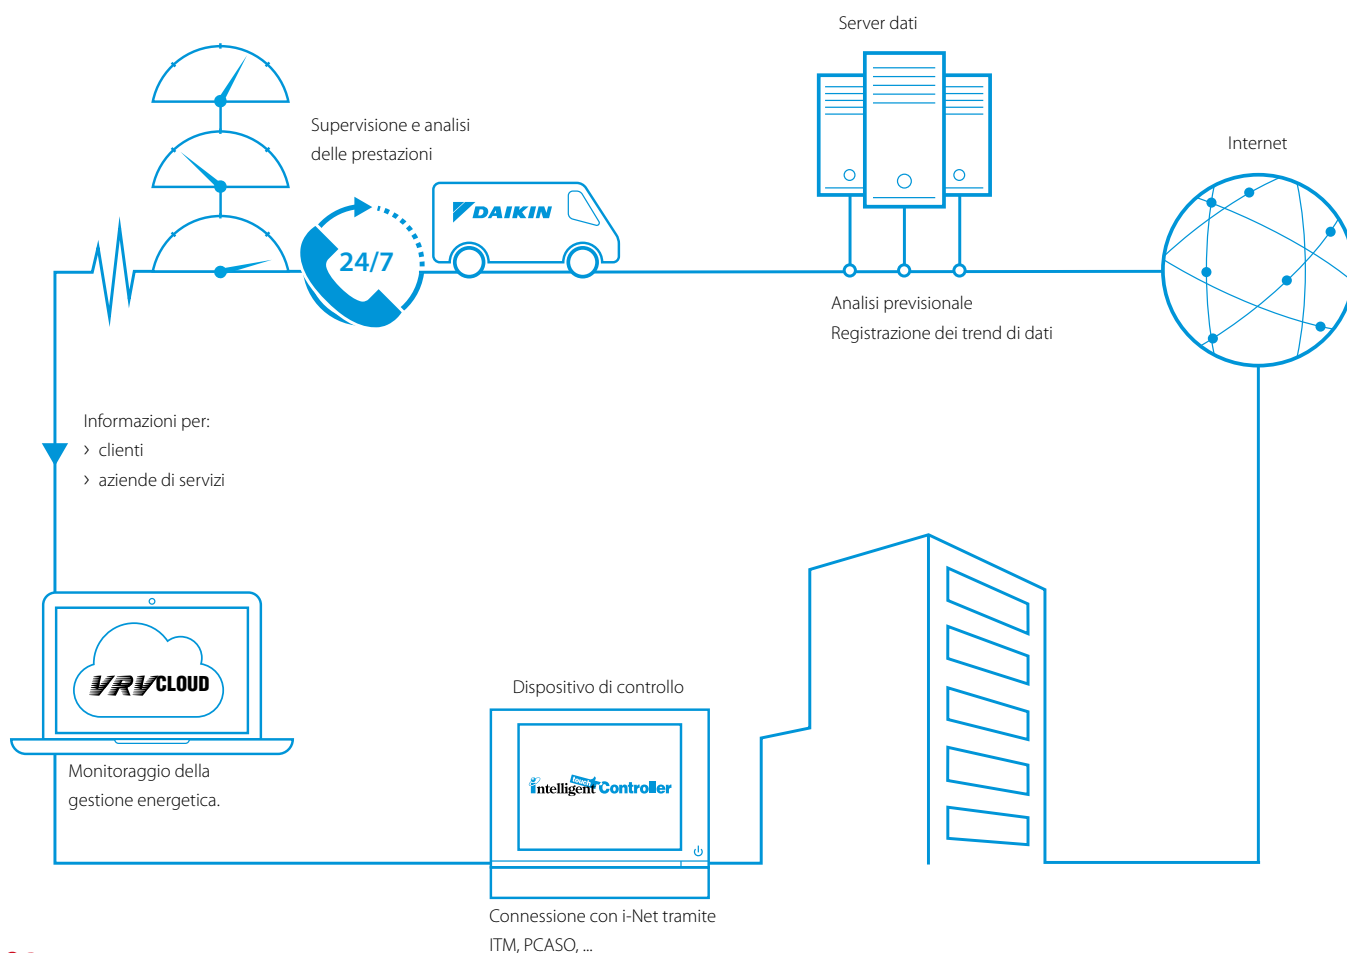 Server dati
Supervisione e analisi
delle prestazioni
Internet
DAIKIN
24/7
Analisi previsionale
Registrazione dei trend di dati
Informazioni per:
› clienti
› aziende di servizi
VRV CLOUD
Dispositivo di controllo
Monitoraggio della
gestione energetica.
intelligent touch Controller
Connessione con i-Net tramite
ITM, PCASO, ...